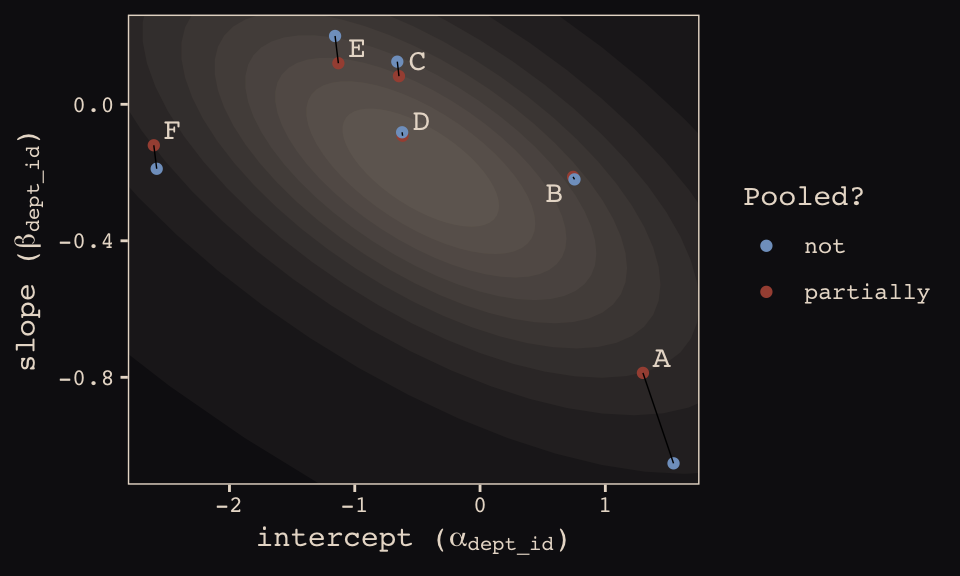 E
C
0.0
D
F
B
−0.4
−0.8
A
slope (βdept_id)
−2
−1
0
1
intercept (αdept_id)
Pooled?
not
partially